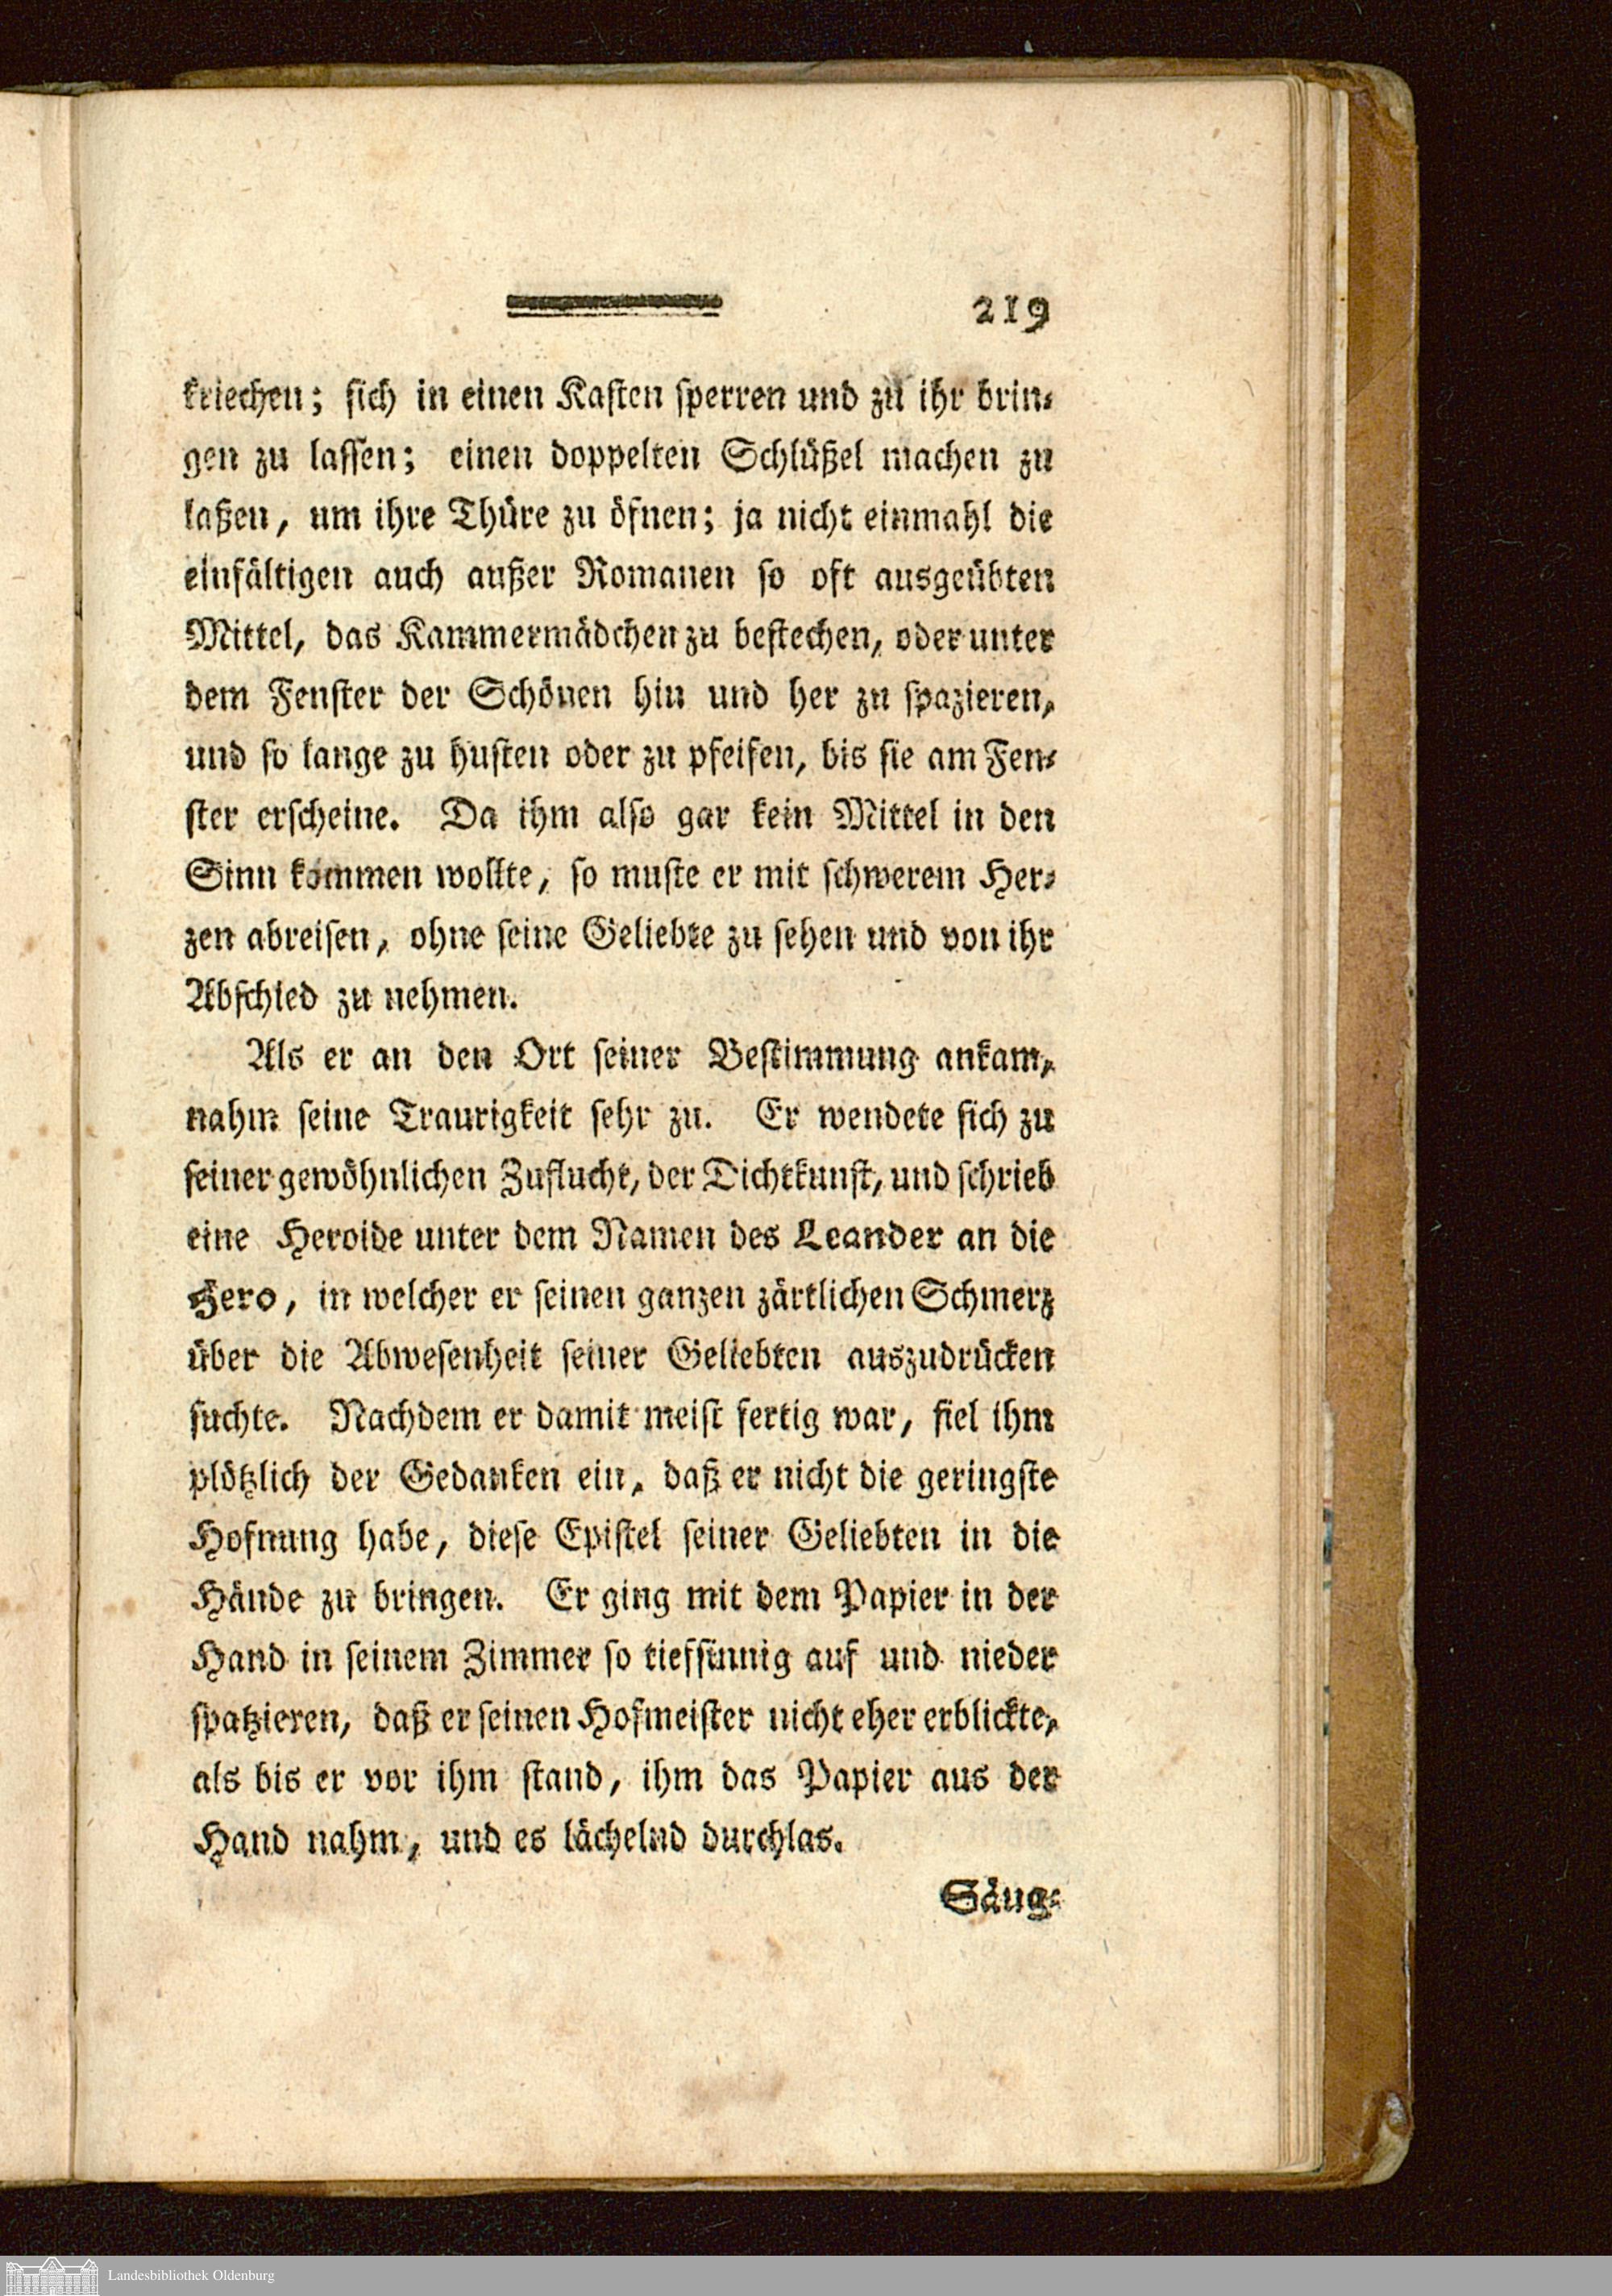 219
kriechen; sich in einen Kasten sperren und zu ihr brin-
gen zu lassen; einen doppelten Schlüßel machen zu
laßen, um ihre Thüre zu öfnen; ja nicht einmahl die
einfältigen auch außer Romanen so oft ausgeübten
Mittel, das Kammermädchen zu bestechen, oder unter
dem Fenster der Schönen hin und her zu spazieren,
und so lange zu husten oder zu pfeifen, bis sie am Fen-
ster erscheine. Da ihm also gar kein Mittel in den
Sinn kommen wollte, so muste er mit schwerem Her-
zen abreisen, ohne seine Geliebte zu sehen und von ihr
Abschied zu nehmen.
Als er an den Ort seiner Bestimmung ankam,
nahm seine Traurigkeit sehr zu. Er wendete sich zu
seiner gewöhnlichen Zuflucht, der Dichtkunst, und schrieb
eine Heroide unter dem Namen des Leander an die
Hero, in welcher er seinen ganzen zärtlichen Schmerz
über die Abwesenheit seiner Geliebten auszudrücken
suchte. Nachdem er damit meist fertig war, fiel ihm
plötzlich der Gedanken ein, daß er nicht die geringste
Hofnung habe, diese Epistel seiner Geliebten in die
Hände zu bringen. Er ging mit dem Papier in der
Hand in seinem Zimmer so tiefsinnig auf und nieder
spatzieren, daß er seinen Hofmeister nicht eher erblickte,
als bis er vor ihm stand, ihm das Papier aus der
Hand nahm, und es lächelnd durchlas.
Säug-
Landesbibliothek Oldenburg